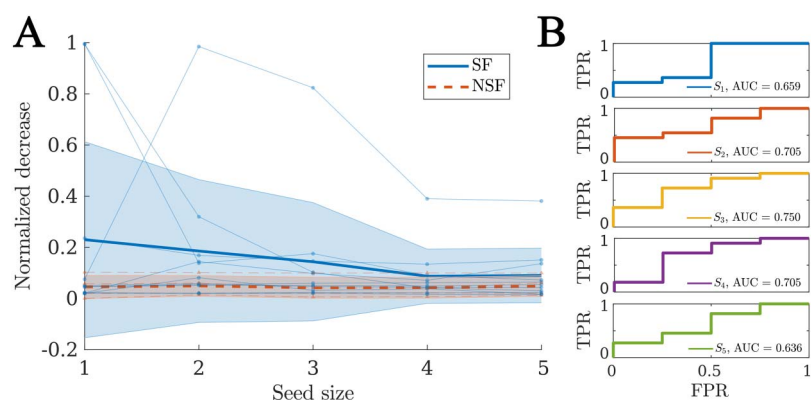 A
Normalized decrease
1
0.8
0.6
0.4
0.2
0
-0.2
1 2 3 4 5
Seed size
SF
NSF
B
TPR
1
0
S1, AUC = 0.659
TPR
1
0
S2, AUC = 0.705
TPR
1
0
S3, AUC = 0.750
TPR
1
0
S4, AUC = 0.705
TPR
1
0
S5, AUC = 0.636
0 0.5 1
FPR